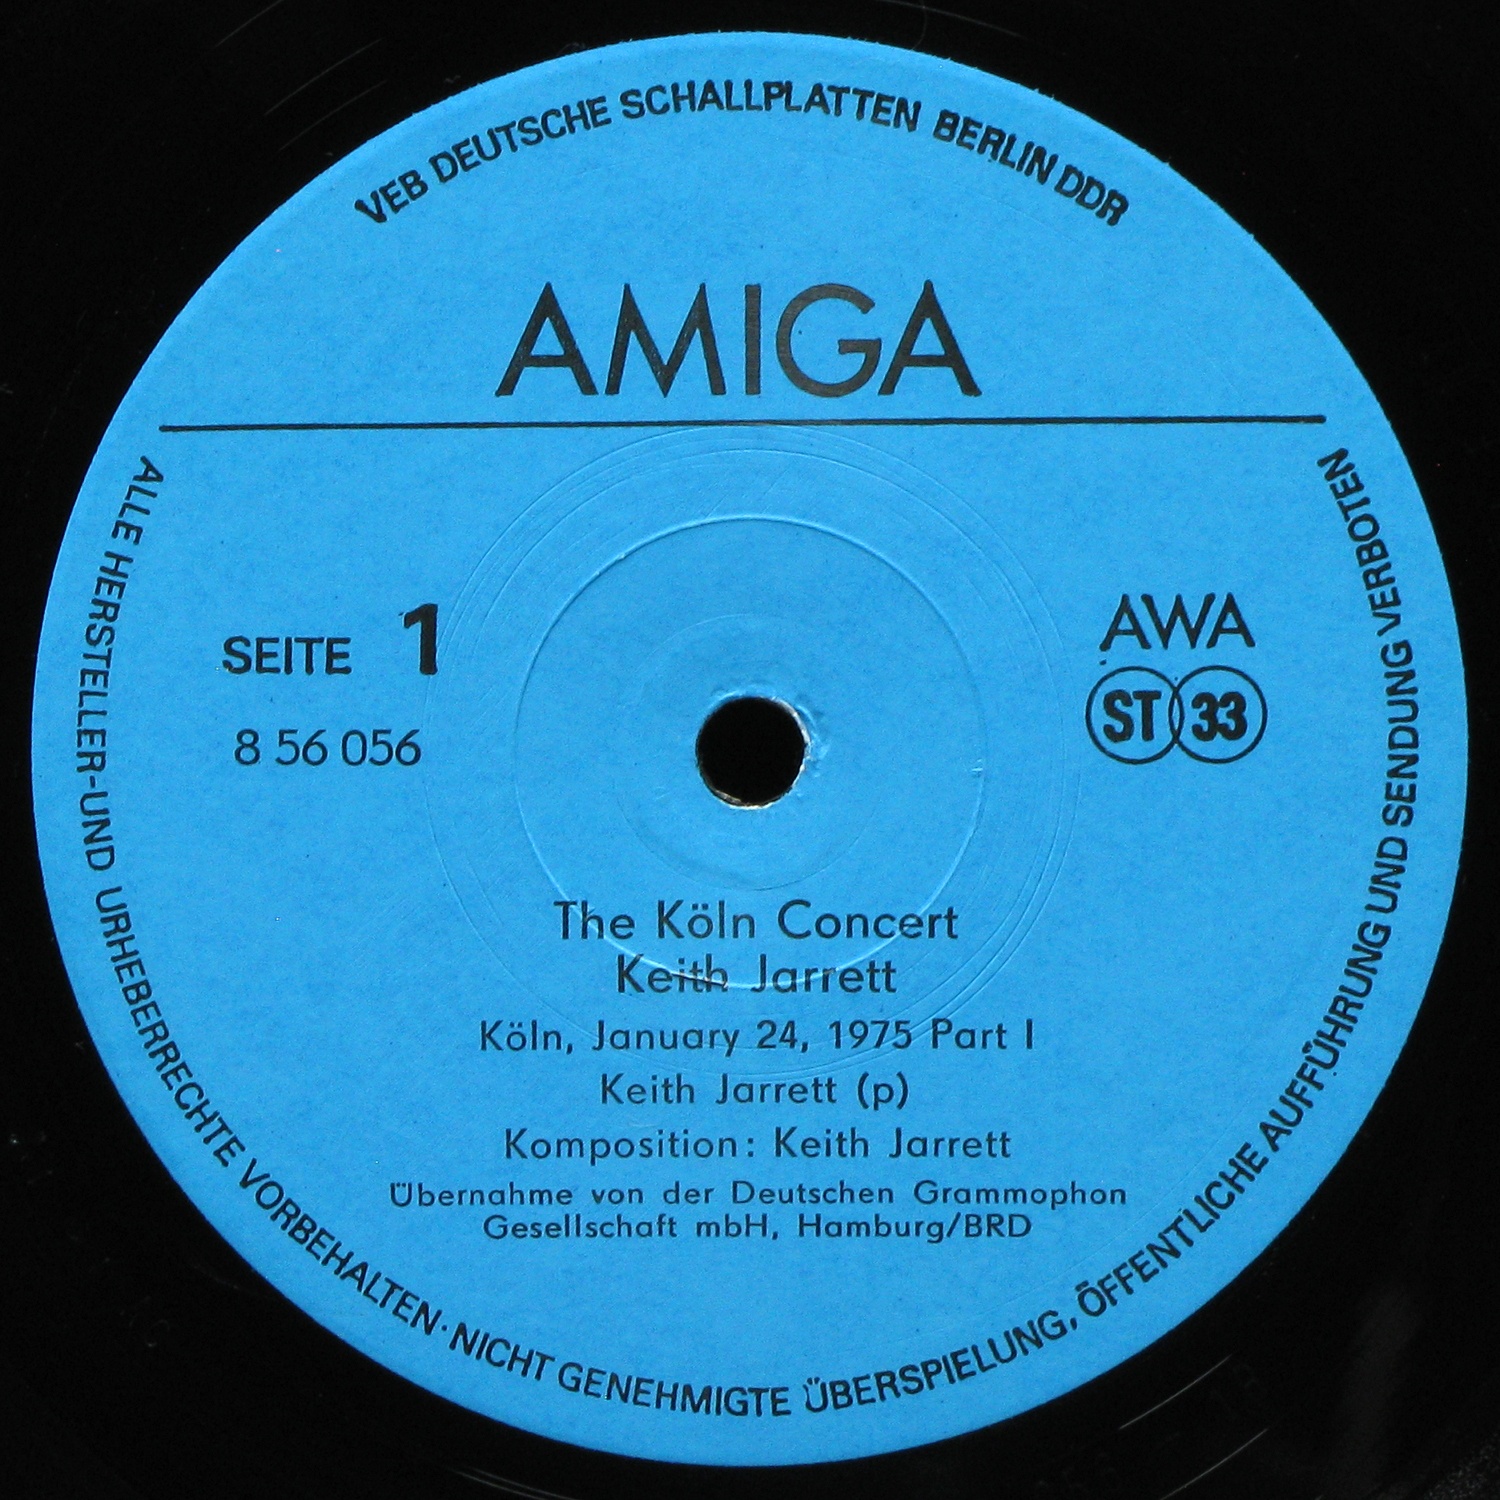 VEB DEUTSCHE SCHALLPLATTEN BERLIN DDR
AMIGA
SEITE 1
8 56 056
AWA
ST 33
The Köln Concert
Keith Jarrett
Köln, January 24, 1975 Part I
Keith Jarrett (p)
Komposition: Keith Jarrett
Übernahme von der Deutschen Grammophon
Gesellschaft mbH, Hamburg/BRD
ALLE HERSTELLER-UND URHEBERRECHTE VORBEHALTEN · NICHT GENEHMIGTE ÜBERSPIELUNG, ÖFFENTLICHE AUFFÜHRUNG UND SENDUNG VERBOTEN